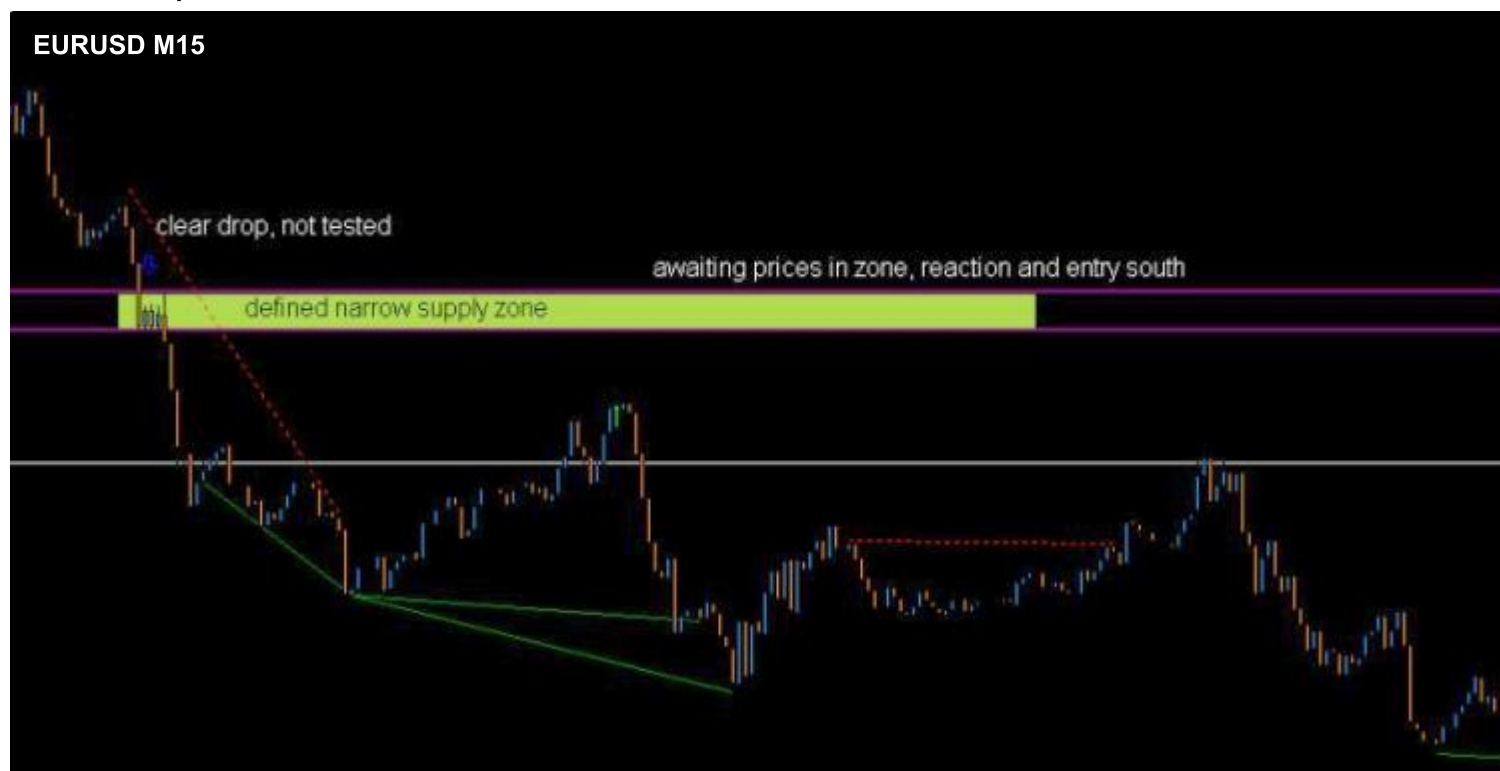 EURUSD M15
clear drop, not tested
awaiting prices in zone, reaction and entry south
defined narrow supply zone